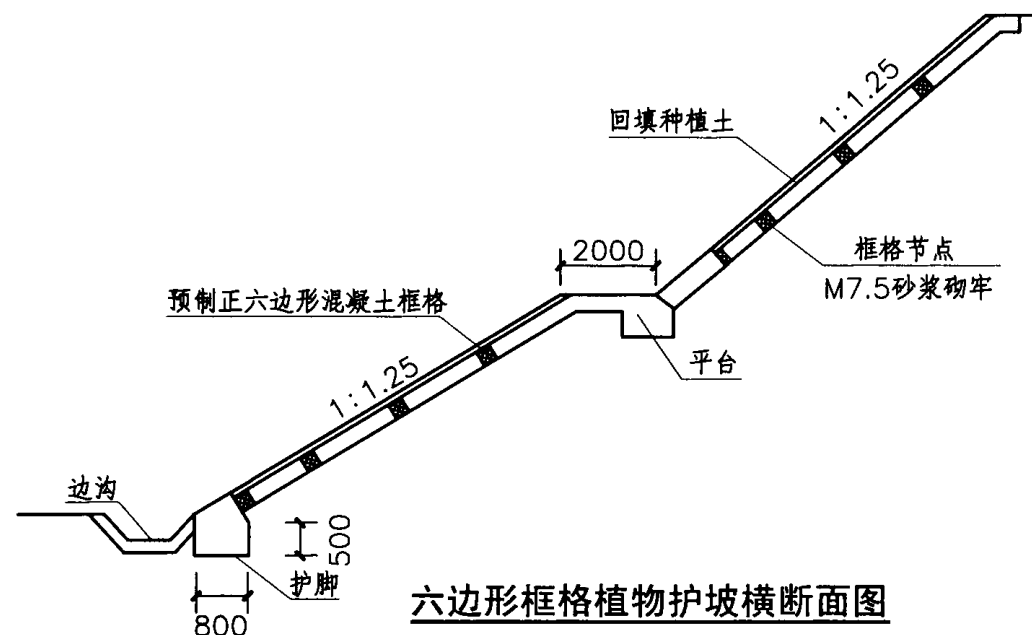 1:1.25
回填种植土
2000
框格节点
M7.5砂浆砌牢
预制正六边形混凝土框格
平台
1:1.25
边沟
500
护脚
800
六边形框格植物护坡横断面图